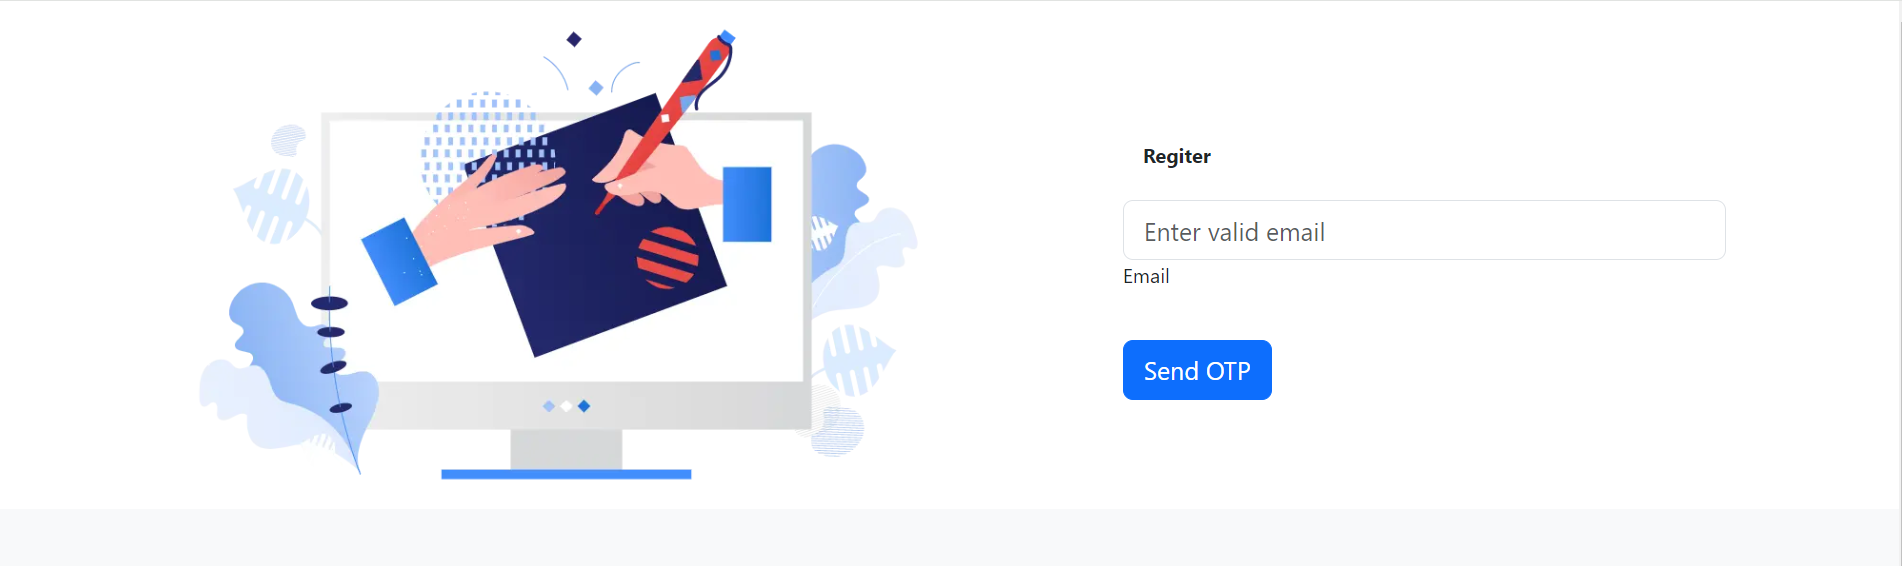 Regiter
Enter valid email
Email
Send OTP